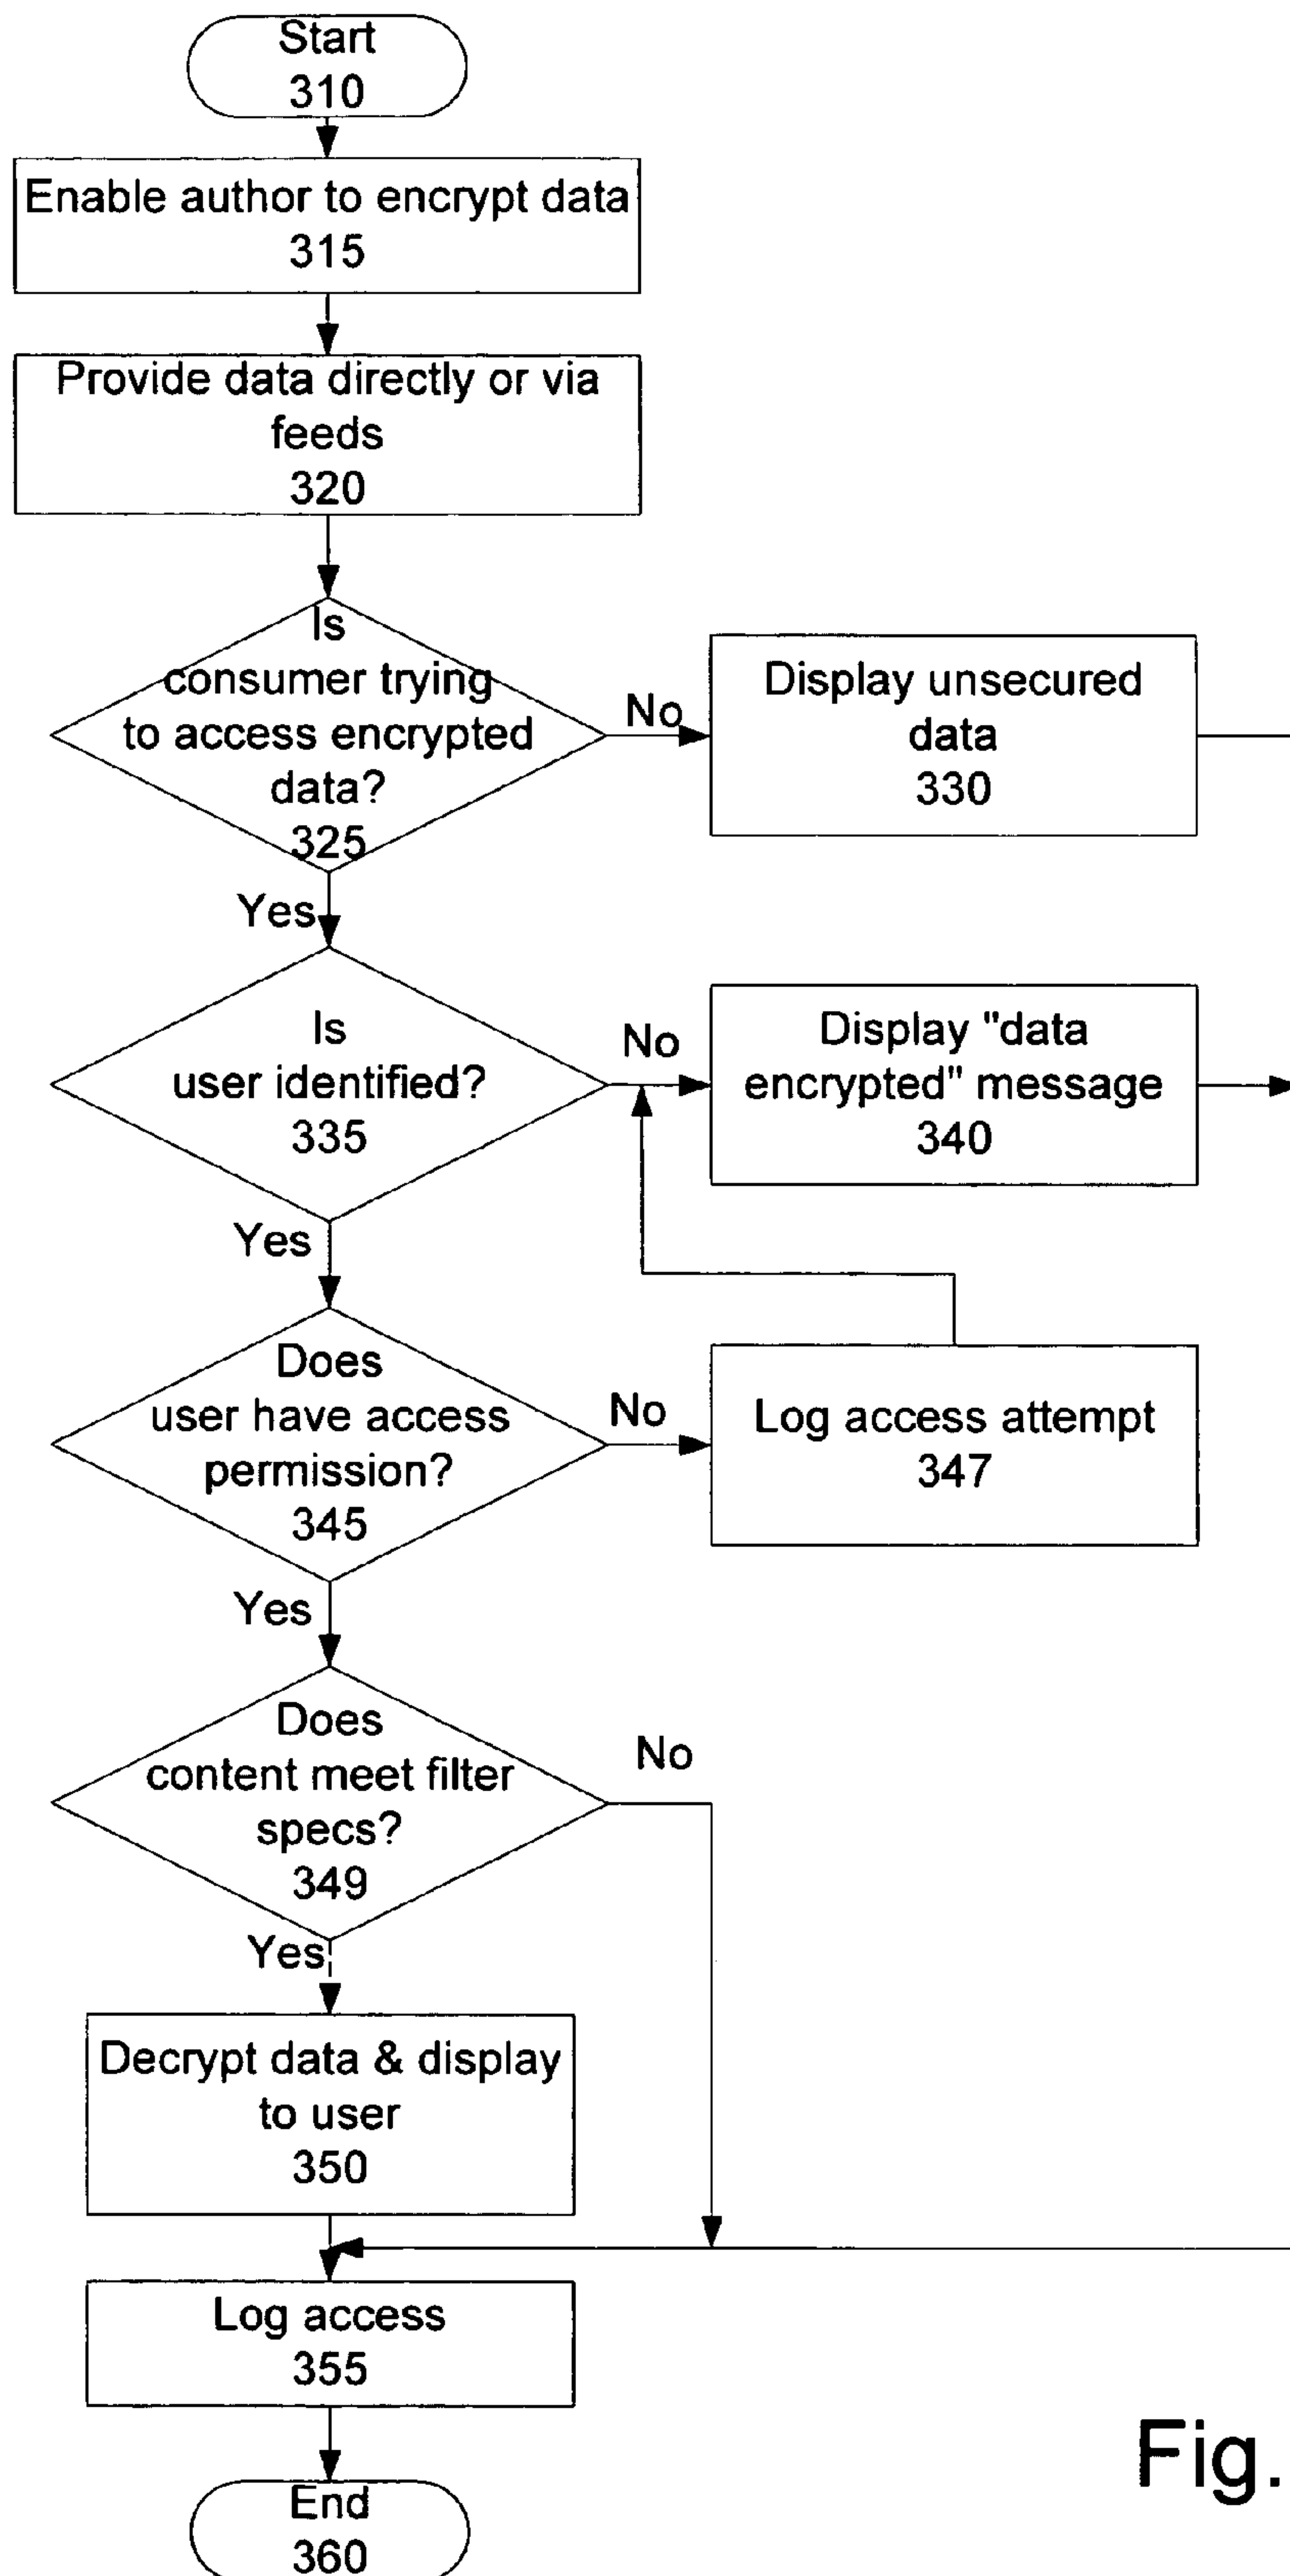 Start
310
Enable author to encrypt data
315
Provide data directly or via
feeds
320
Is
consumer trying
to access encrypted
data?
325
No
Display unsecured
data
330
Yes
Is
user identified?
335
No
Display "data
encrypted" message
340
Yes
Does
user have access
permission?
345
No
Log access attempt
347
Yes
Does
content meet filter
specs?
349
No
Yes
Decrypt data & display
to user
350
Log access
355
End
360
Fig.